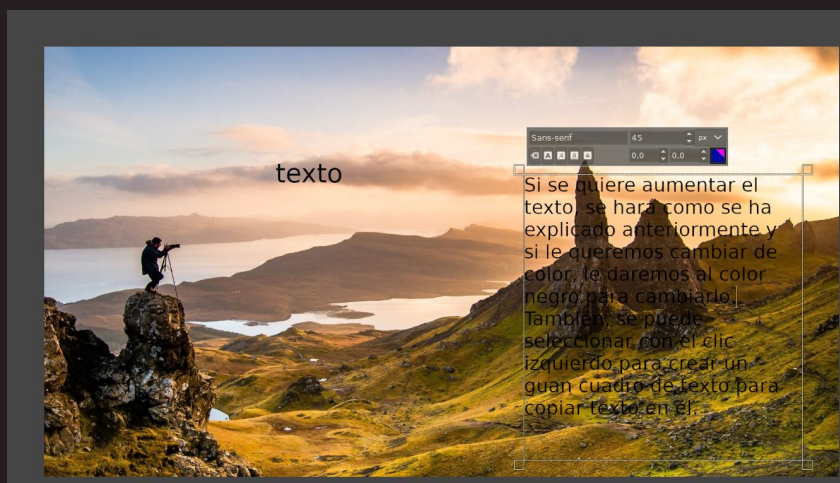 Sans-serif 45 px
0,0 0,0
texto
Si se quiere aumentar el
texto, se hará como se ha
explicado anteriormente y
si le queremos cambiar de
color, le daremos al color
negro para cambiarlo.
También, se puede
seleccionar con el clic
izquierdo para crear un
guan cuadro de texto para
copiar texto en el.